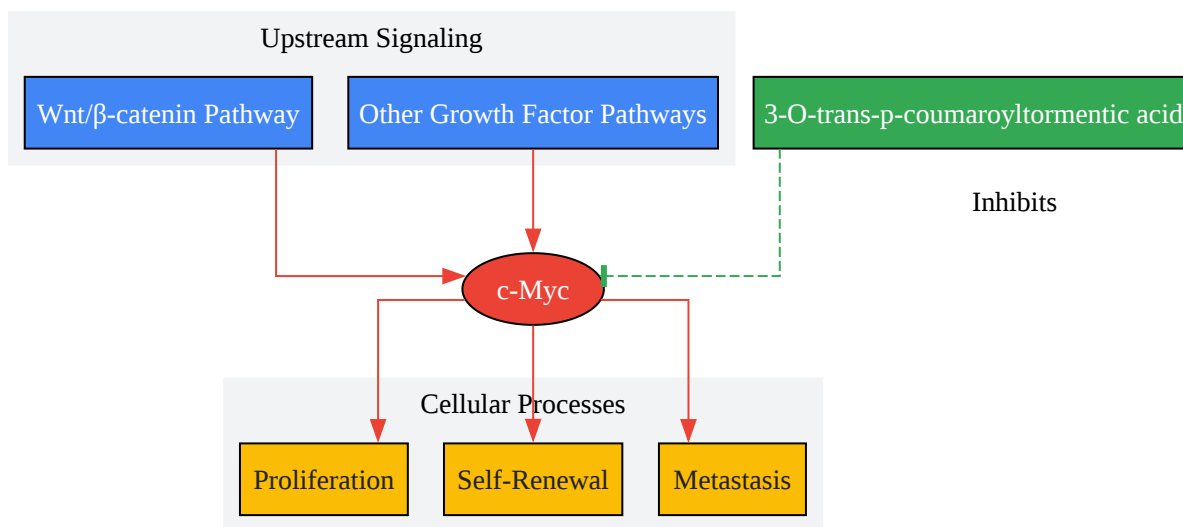 Upstream Signaling
Wnt/β-catenin Pathway
Other Growth Factor Pathways
3-O-trans-p-coumaroyltormentic acid
Inhibits
c-Myc
Cellular Processes
Proliferation
Self-Renewal
Metastasis